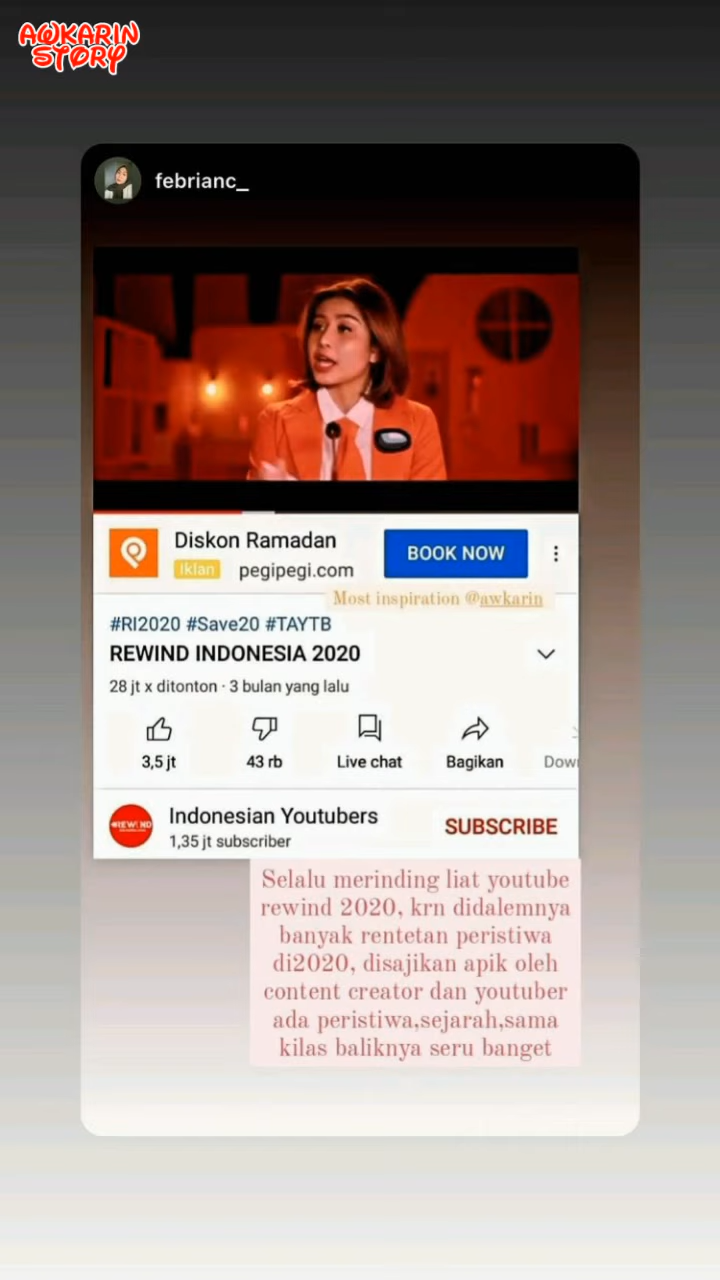 AWKARIN
STORY
febrianc_
Diskon Ramadan
BOOK NOW
Iklan pegipegi.com
Most inspiration @awkarin
#RI2020 #Save20 #TAYTB
REWIND INDONESIA 2020
28 jt x ditonton · 3 bulan yang lalu
3,5 jt 43 rb Live chat Bagikan Down
REWIND
Indonesian Youtubers
1,35 jt subscriber
SUBSCRIBE
Selalu merinding liat youtube
rewind 2020, krn didalemnya
banyak rentetan peristiwa
di2020, disajikan apik oleh
content creator dan youtuber
ada peristiwa,sejarah,sama
kilas baliknya seru banget